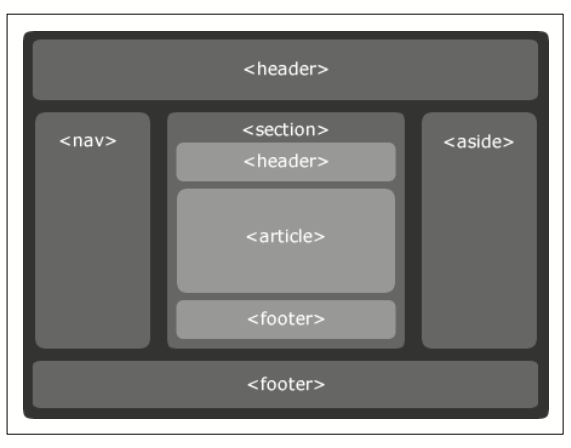 <header>
<nav>
<section>
<header>
<article>
<footer>
<aside>
<footer>